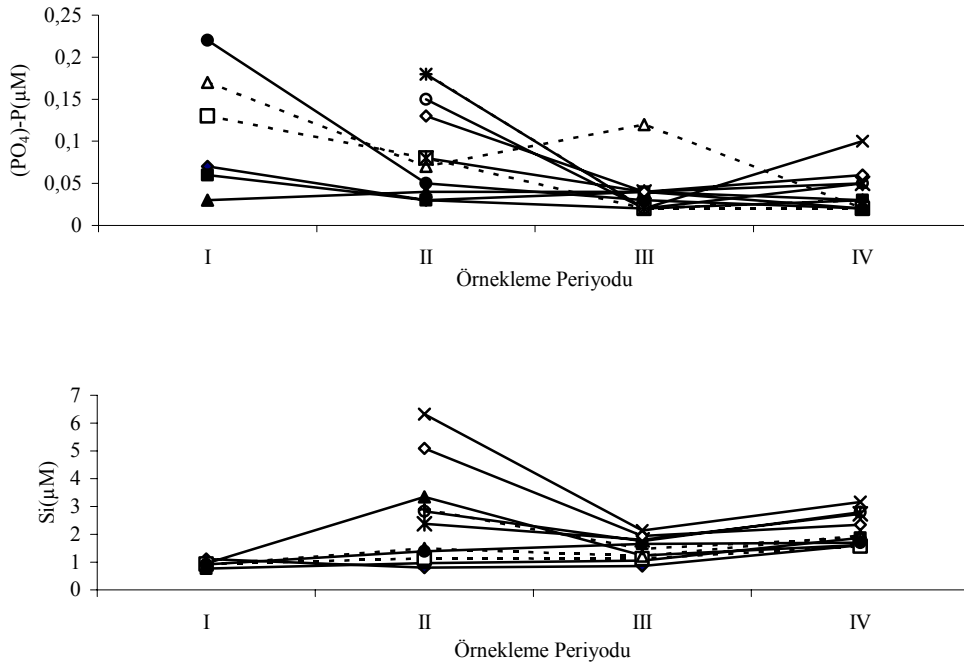 0,25
0,2
0,15
0,1
0,05
0
(PO4)-P(µM)
I II III IV
Örnekleme Periyodu
7
6
5
4
3
2
1
0
Si(µM)
I II III IV
Örnekleme Periyodu